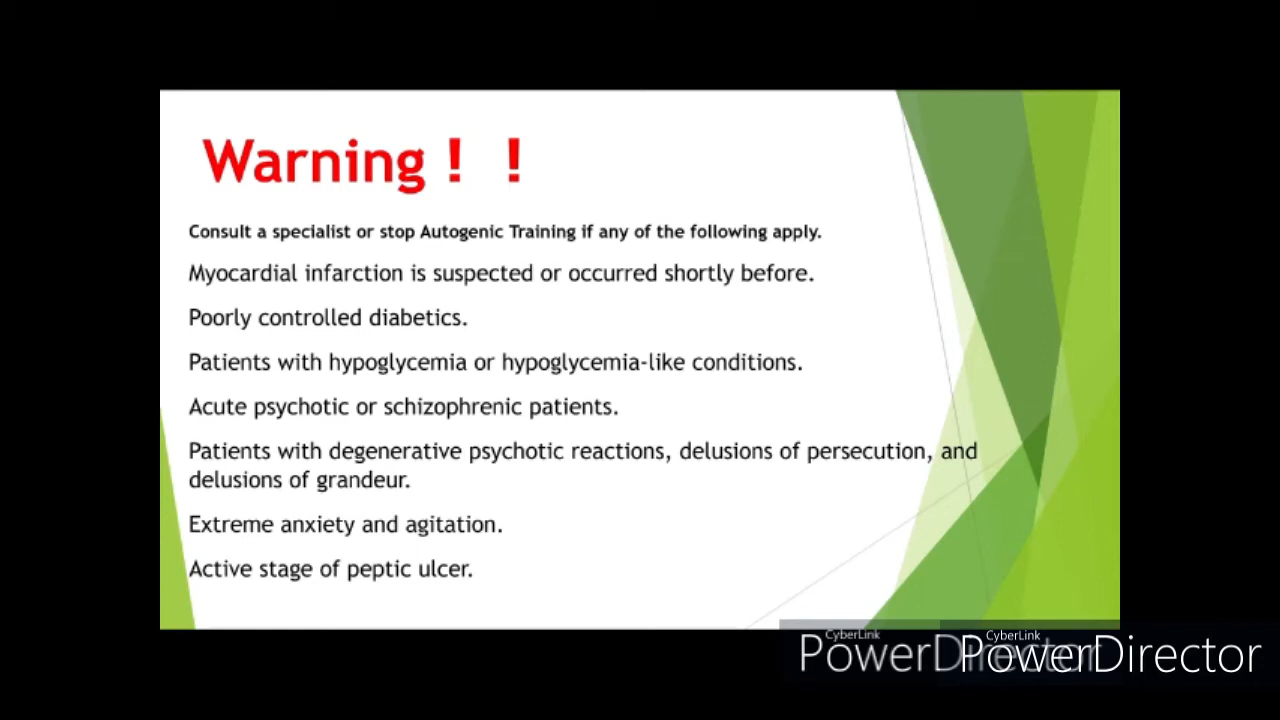 Warning！！
Consult a specialist or stop Autogenic Training if any of the following apply.
Myocardial infarction is suspected or occurred shortly before.
Poorly controlled diabetics.
Patients with hypoglycemia or hypoglycemia-like conditions.
Acute psychotic or schizophrenic patients.
Patients with degenerative psychotic reactions, delusions of persecution, and
delusions of grandeur.
Extreme anxiety and agitation.
Active stage of peptic ulcer.
CyberLink
PowerDirector
CyberLink
PowerDirector